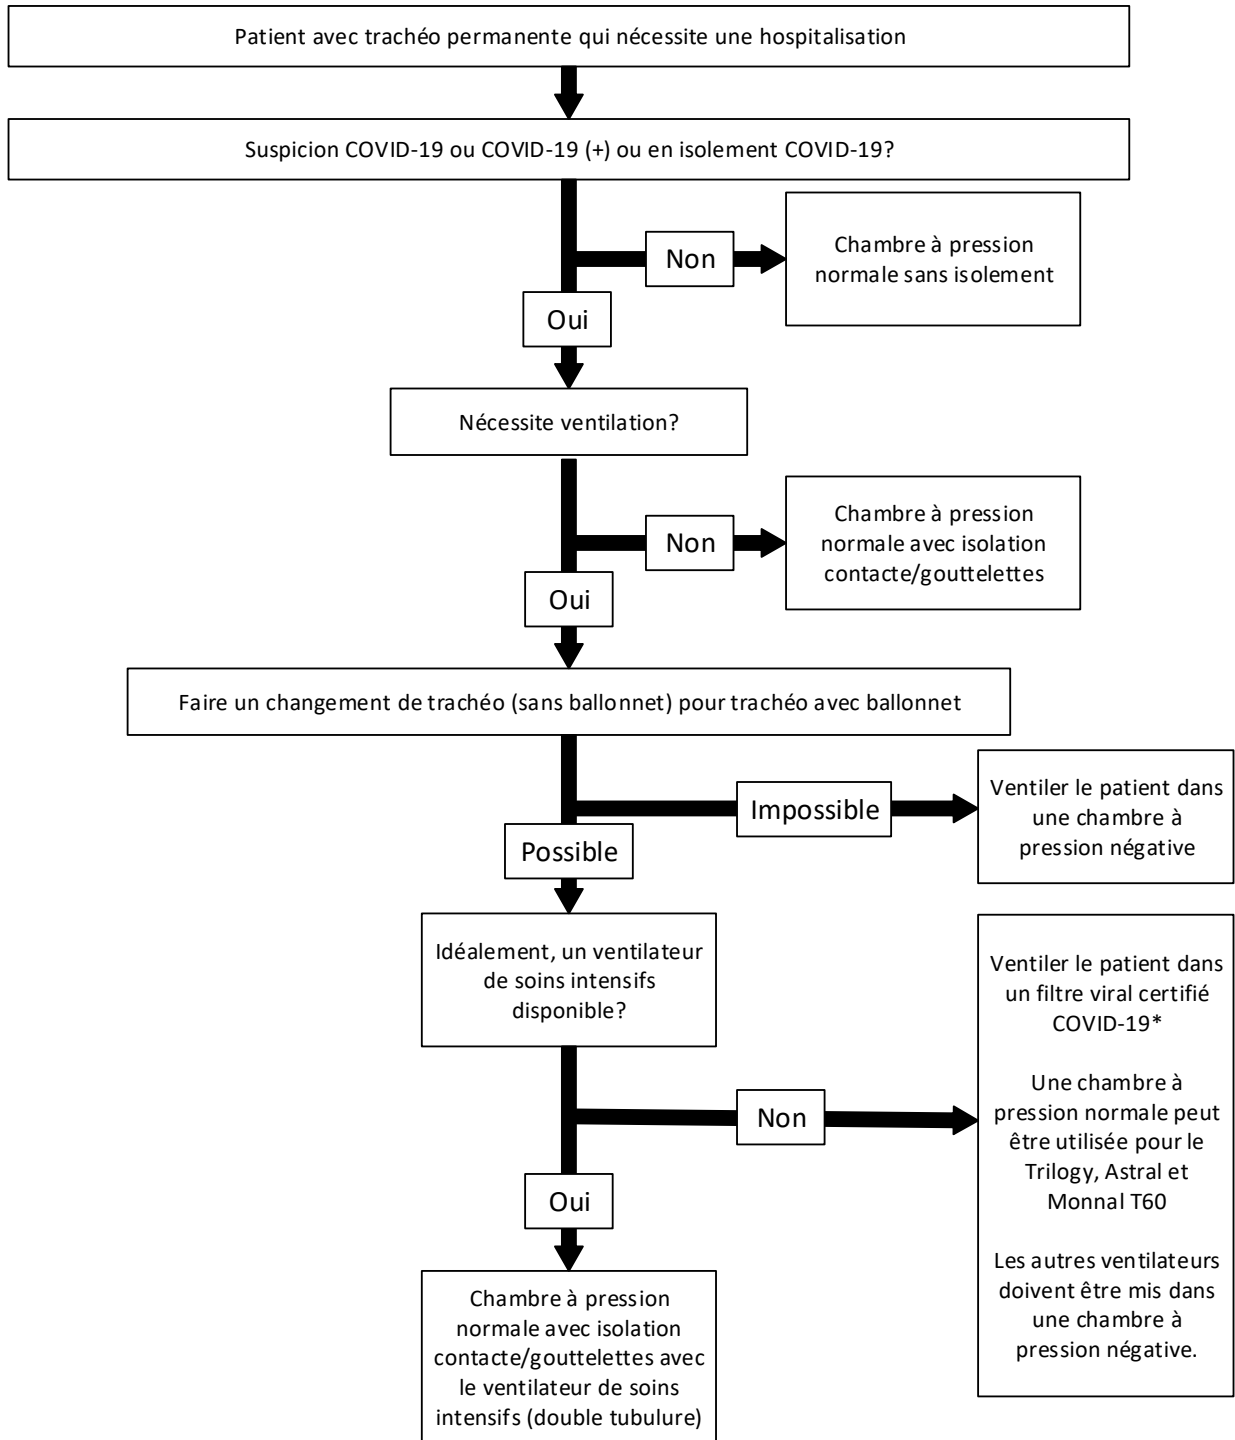 Patient avec trachéo permanente qui nécessite une hospitalisation
Suspicion COVID-19 ou COVID-19 (+) ou en isolement COVID-19?
Non
Chambre à pression
normale sans isolement
Oui
Nécessite ventilation?
Non
Chambre à pression
normale avec isolation
contacte/gouttelettes
Oui
Faire un changement de trachéo (sans ballonnet) pour trachéo avec ballonnet
Impossible
Ventiler le patient dans
une chambre à
pression négative
Possible
Idéalement, un ventilateur
de soins intensifs
disponible?
Non
Ventiler le patient dans
un filtre viral certifié
COVID-19*
Une chambre à
pression normale peut
être utilisée pour le
Trilogy, Astral et
Monnal T60
Les autres ventilateurs
doivent être mis dans
une chambre à
pression négative.
Oui
Chambre à pression
normale avec isolation
contacte/gouttelettes avec
le ventilateur de soins
intensifs (double tubulure)